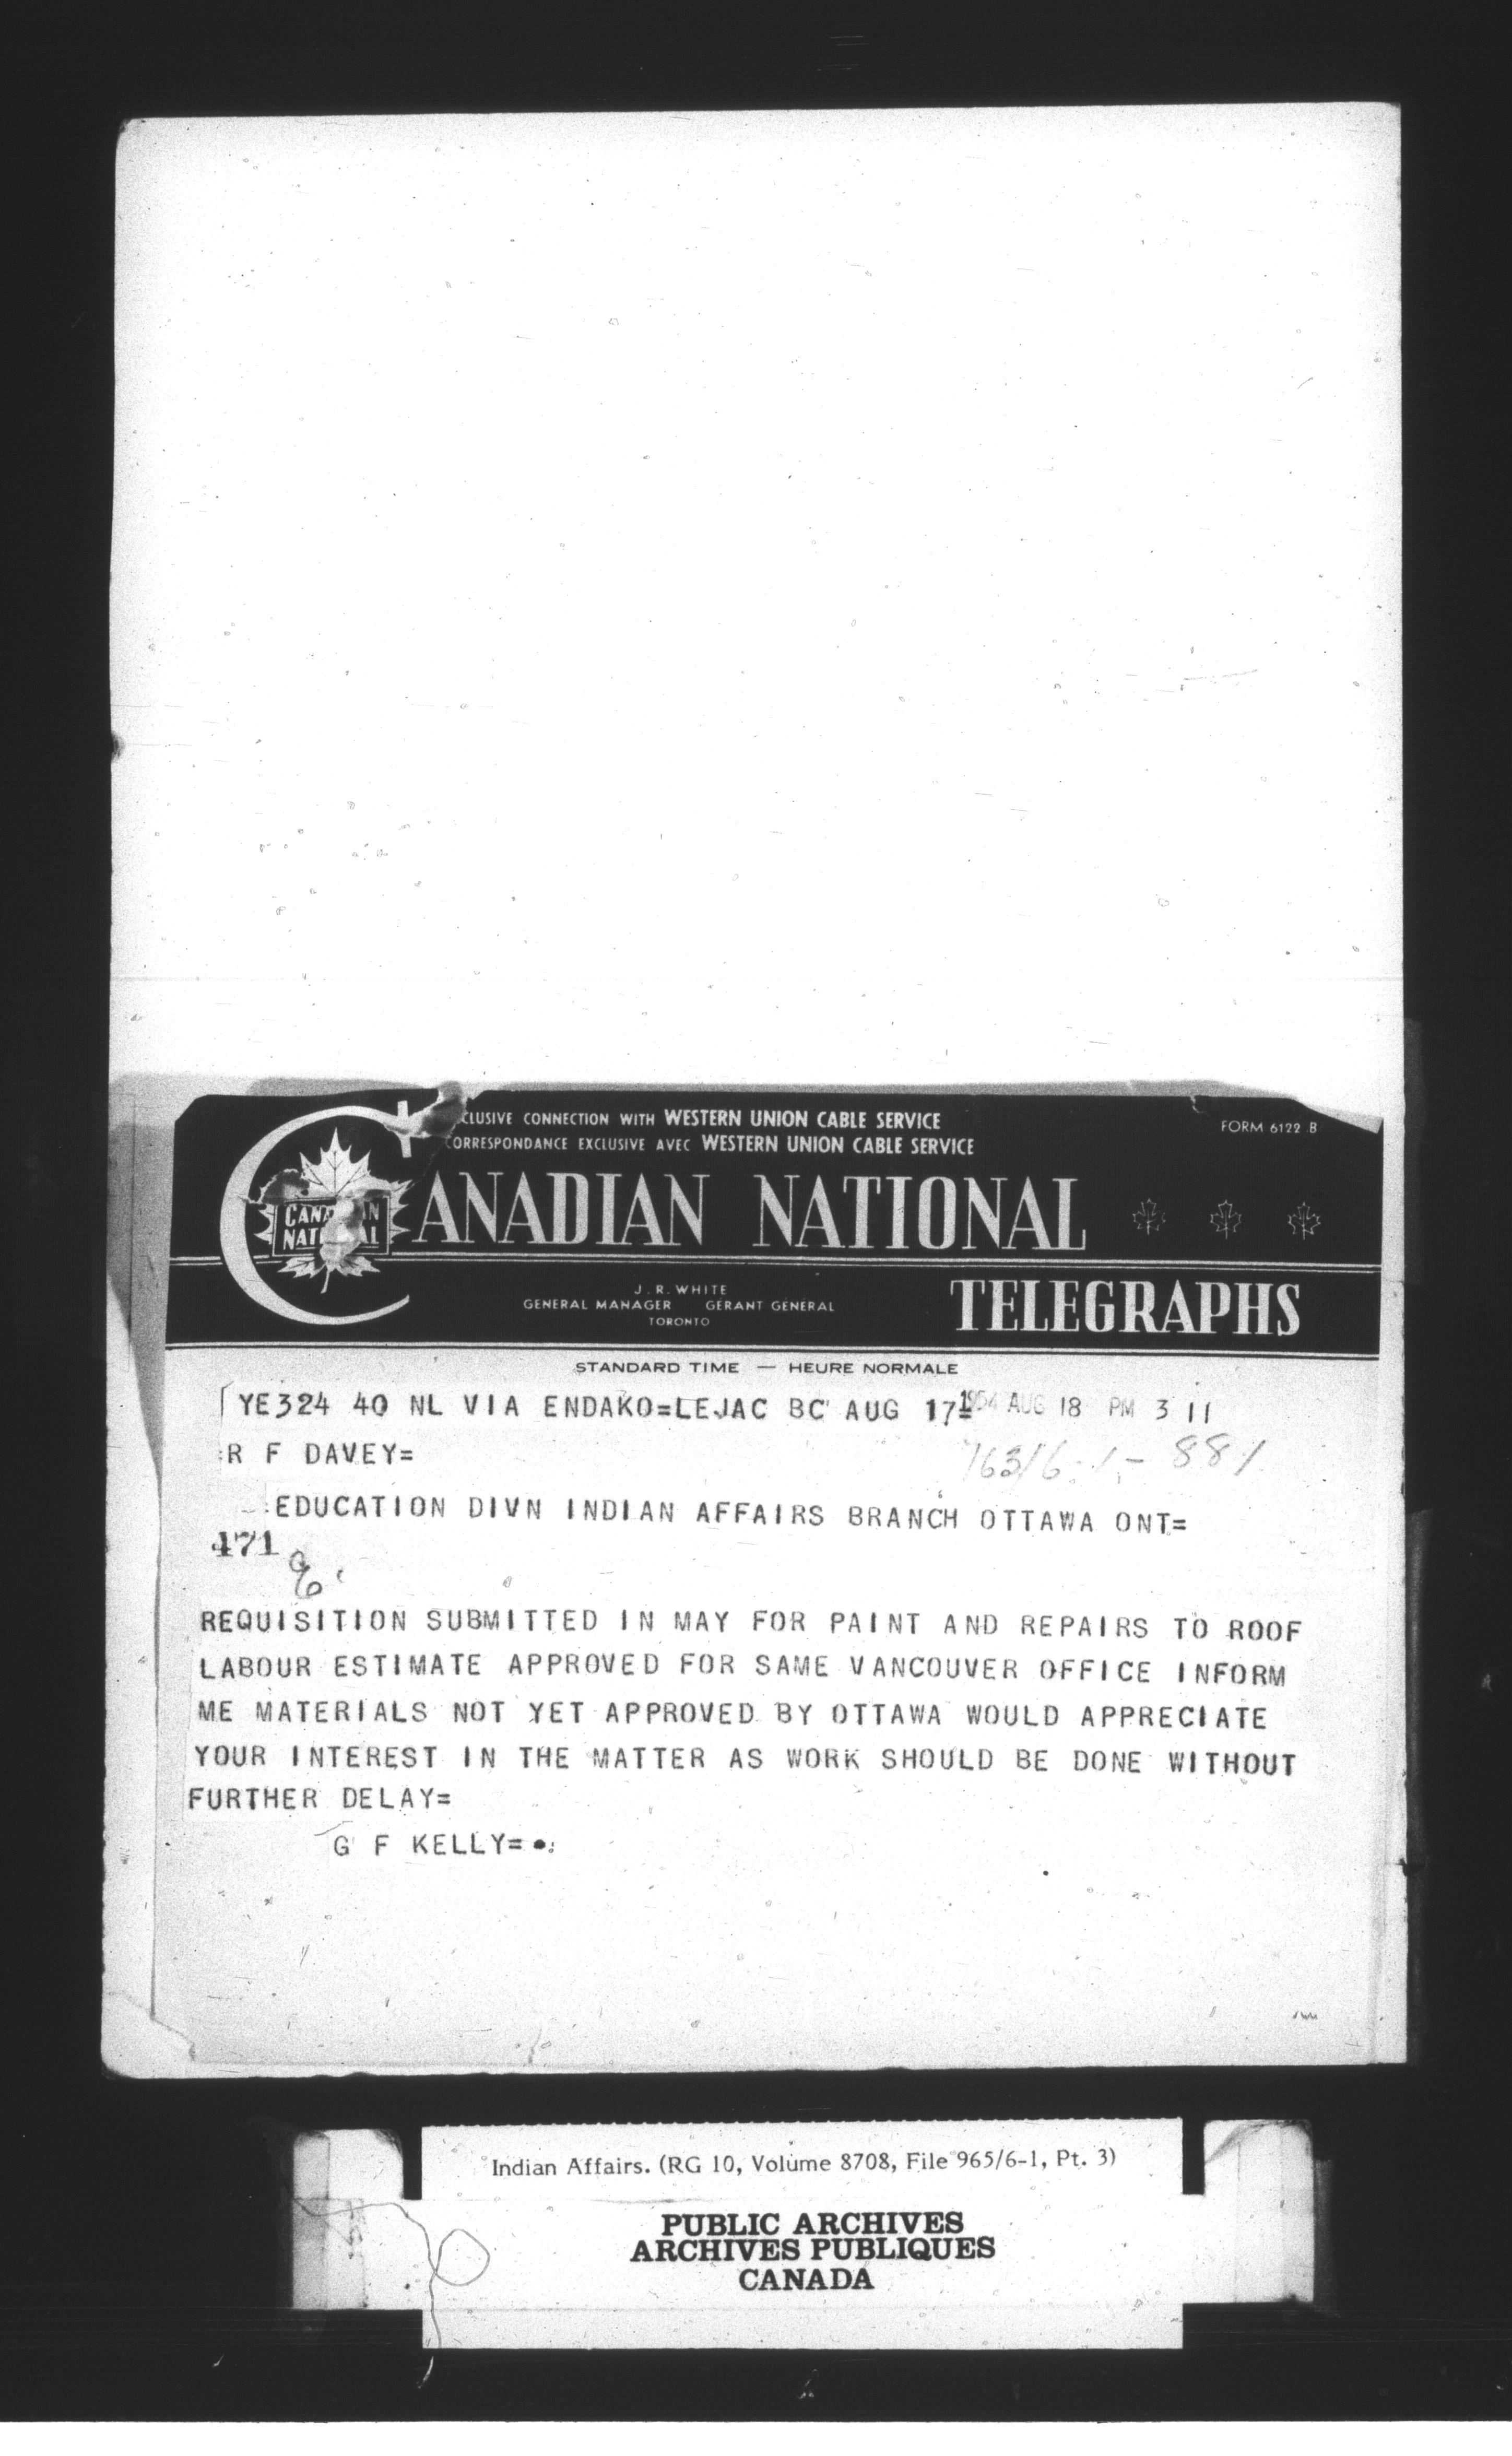 CLUSIVE CONNECTION WITH WESTERN UNION CABLE SERVICE
CORRESPONDANCE EXCLUSIVE AVEC WESTERN UNION CABLE SERVICE
FORM 6122 B
CANADIAN NATIONAL
TELEGRAPHS
J. R. WHITE
GENERAL MANAGER GERANT GENERAL
TORONTO
STANDARD TIME — HEURE NORMALE
YE324 40 NL VIA ENDAKO=LEJAC BC AUG 17= 1954 AUG 18 PM 3 11
:R F DAVEY=
:EDUCATION DIVN INDIAN AFFAIRS BRANCH OTTAWA ONT=
471
REQUISITION SUBMITTED IN MAY FOR PAINT AND REPAIRS TO ROOF
LABOUR ESTIMATE APPROVED FOR SAME VANCOUVER OFFICE INFORM
ME MATERIALS NOT YET APPROVED BY OTTAWA WOULD APPRECIATE
YOUR INTEREST IN THE MATTER AS WORK SHOULD BE DONE WITHOUT
FURTHER DELAY=
G F KELLY=
Indian Affairs. (RG 10, Volume 8708, File 965/6-1, Pt. 3)
PUBLIC ARCHIVES
ARCHIVES PUBLIQUES
CANADA